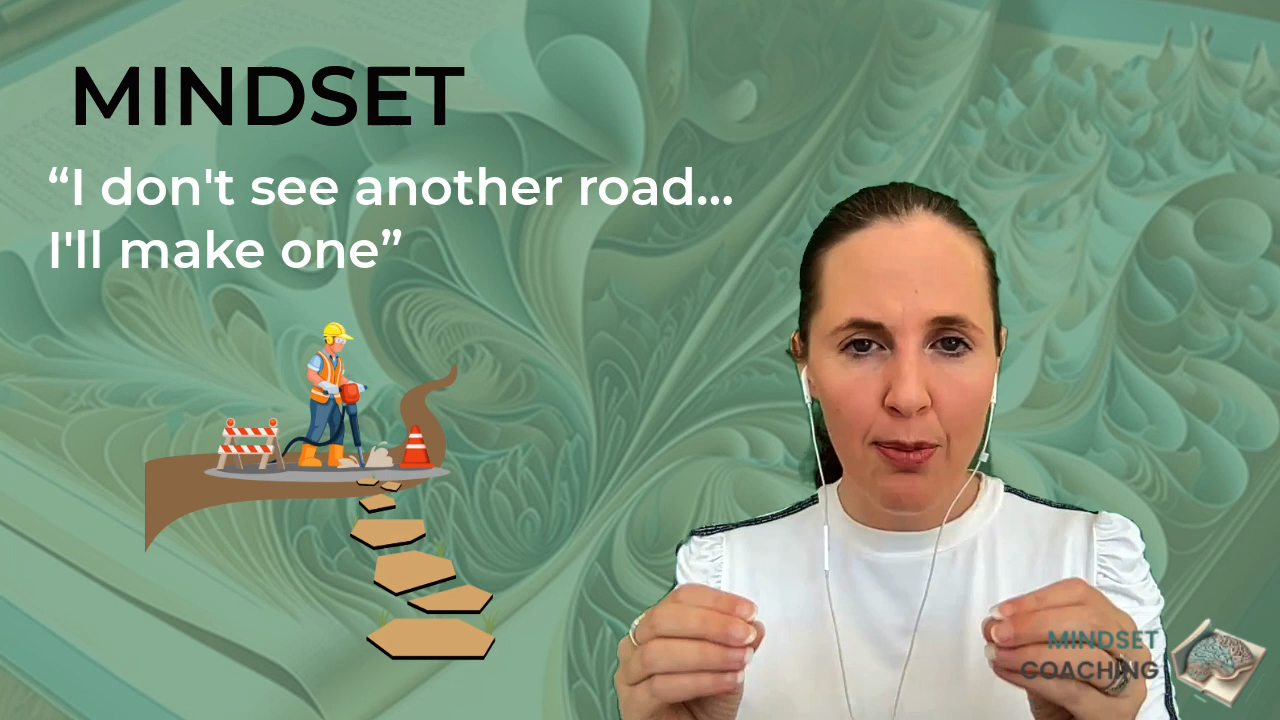 MINDSET
“I don't see another road...
I'll make one”
MINDSET
COACHING